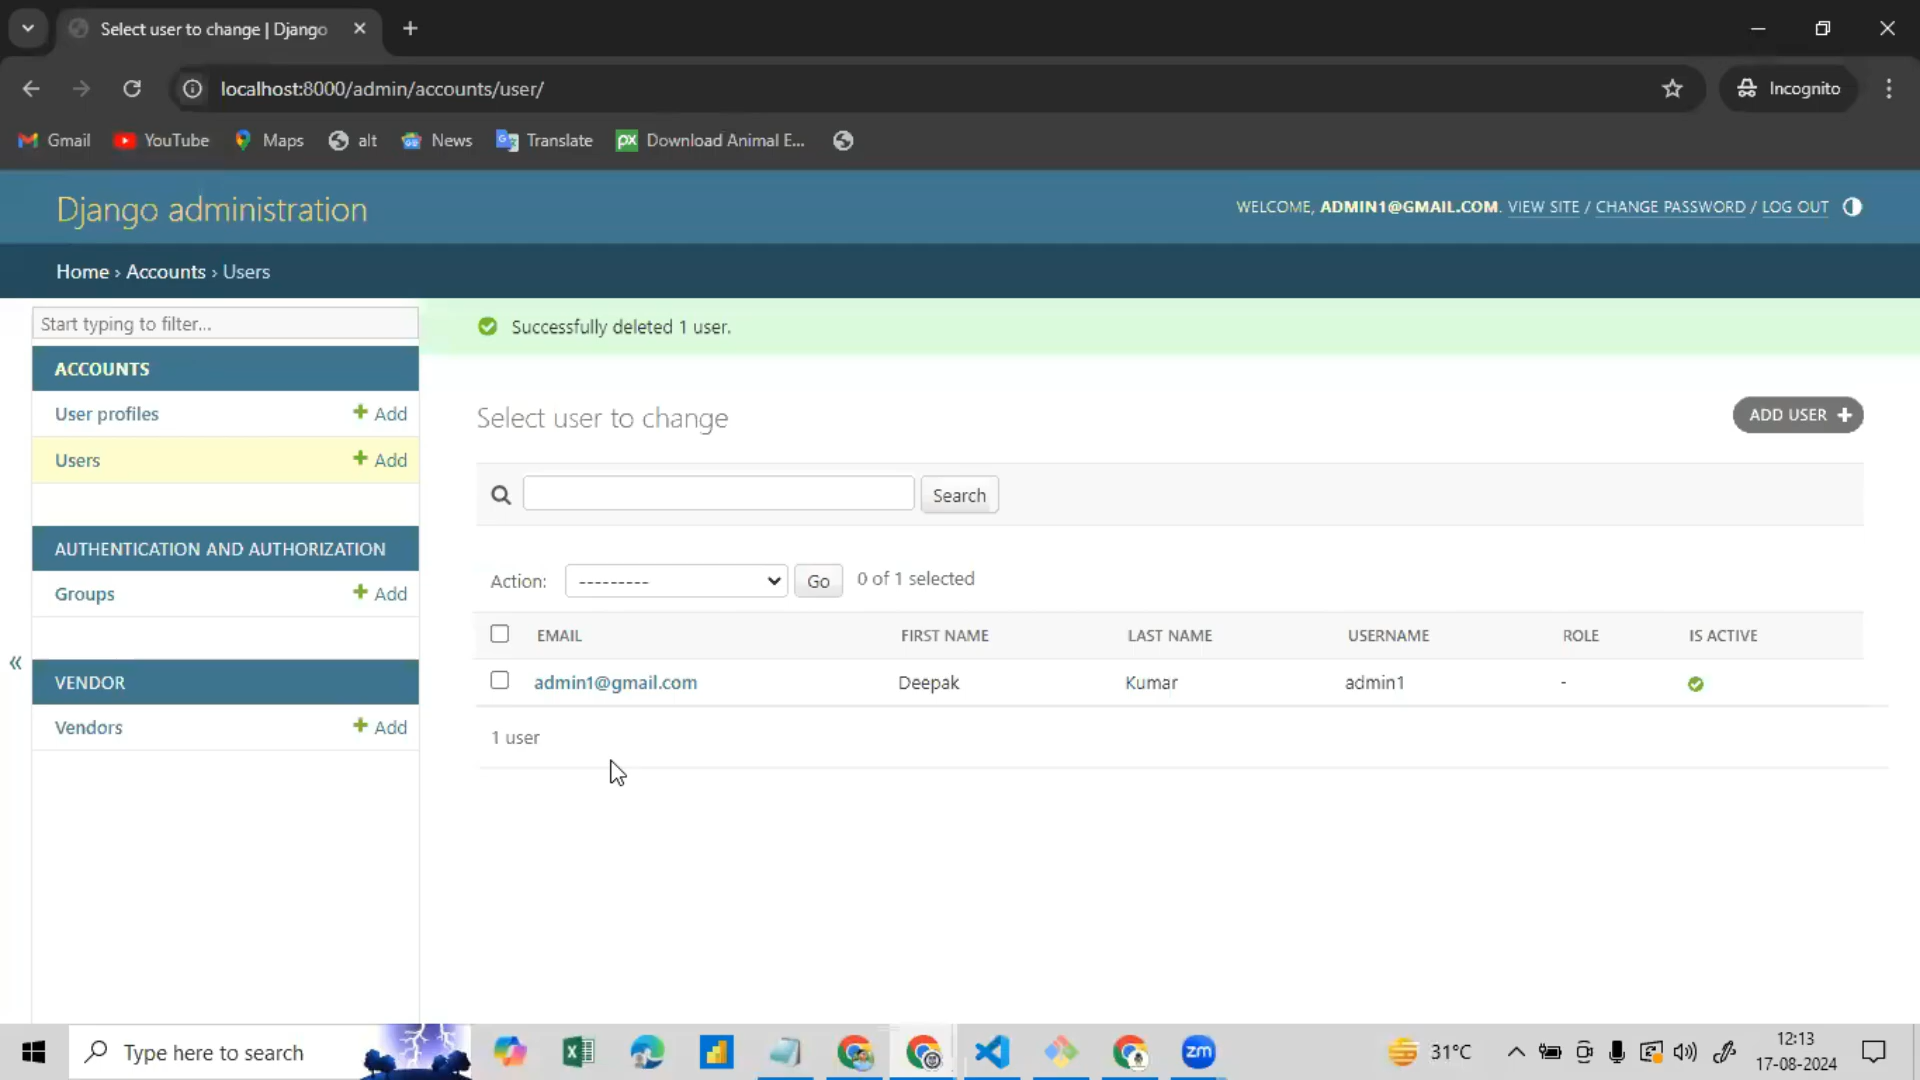 Select user to change | Django
localhost:8000/admin/accounts/user/
Incognito
Gmail YouTube Maps alt News Translate Download Animal E...
Django administration
WELCOME, ADMIN1@GMAIL.COM. VIEW SITE / CHANGE PASSWORD / LOG OUT
Home › Accounts › Users
Start typing to filter...
ACCOUNTS
User profiles + Add
Users + Add
AUTHENTICATION AND AUTHORIZATION
Groups + Add
«
VENDOR
Vendors + Add
Successfully deleted 1 user.
Select user to change
ADD USER +
Search
Action: --------- Go 0 of 1 selected
EMAIL FIRST NAME LAST NAME USERNAME ROLE IS ACTIVE
admin1@gmail.com Deepak Kumar admin1 -
1 user
Type here to search
px
zm
31°C
12:13
17-08-2024